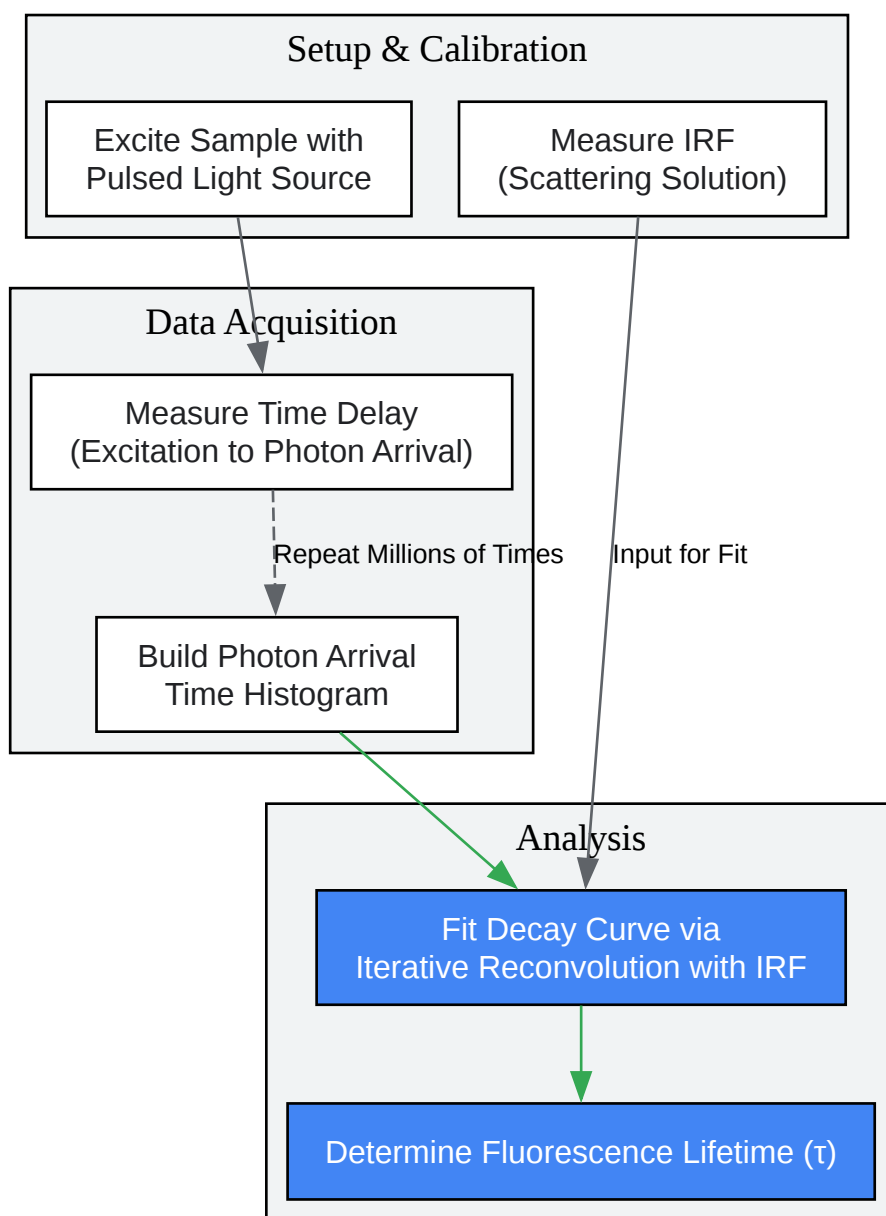 Setup & Calibration
Excite Sample with
Pulsed Light Source
Measure IRF
(Scattering Solution)
Data Acquisition
Measure Time Delay
(Excitation to Photon Arrival)
Repeat Millions of Times
Input for Fit
Build Photon Arrival
Time Histogram
Analysis
Fit Decay Curve via
Iterative Reconvolution with IRF
Determine Fluorescence Lifetime (τ)